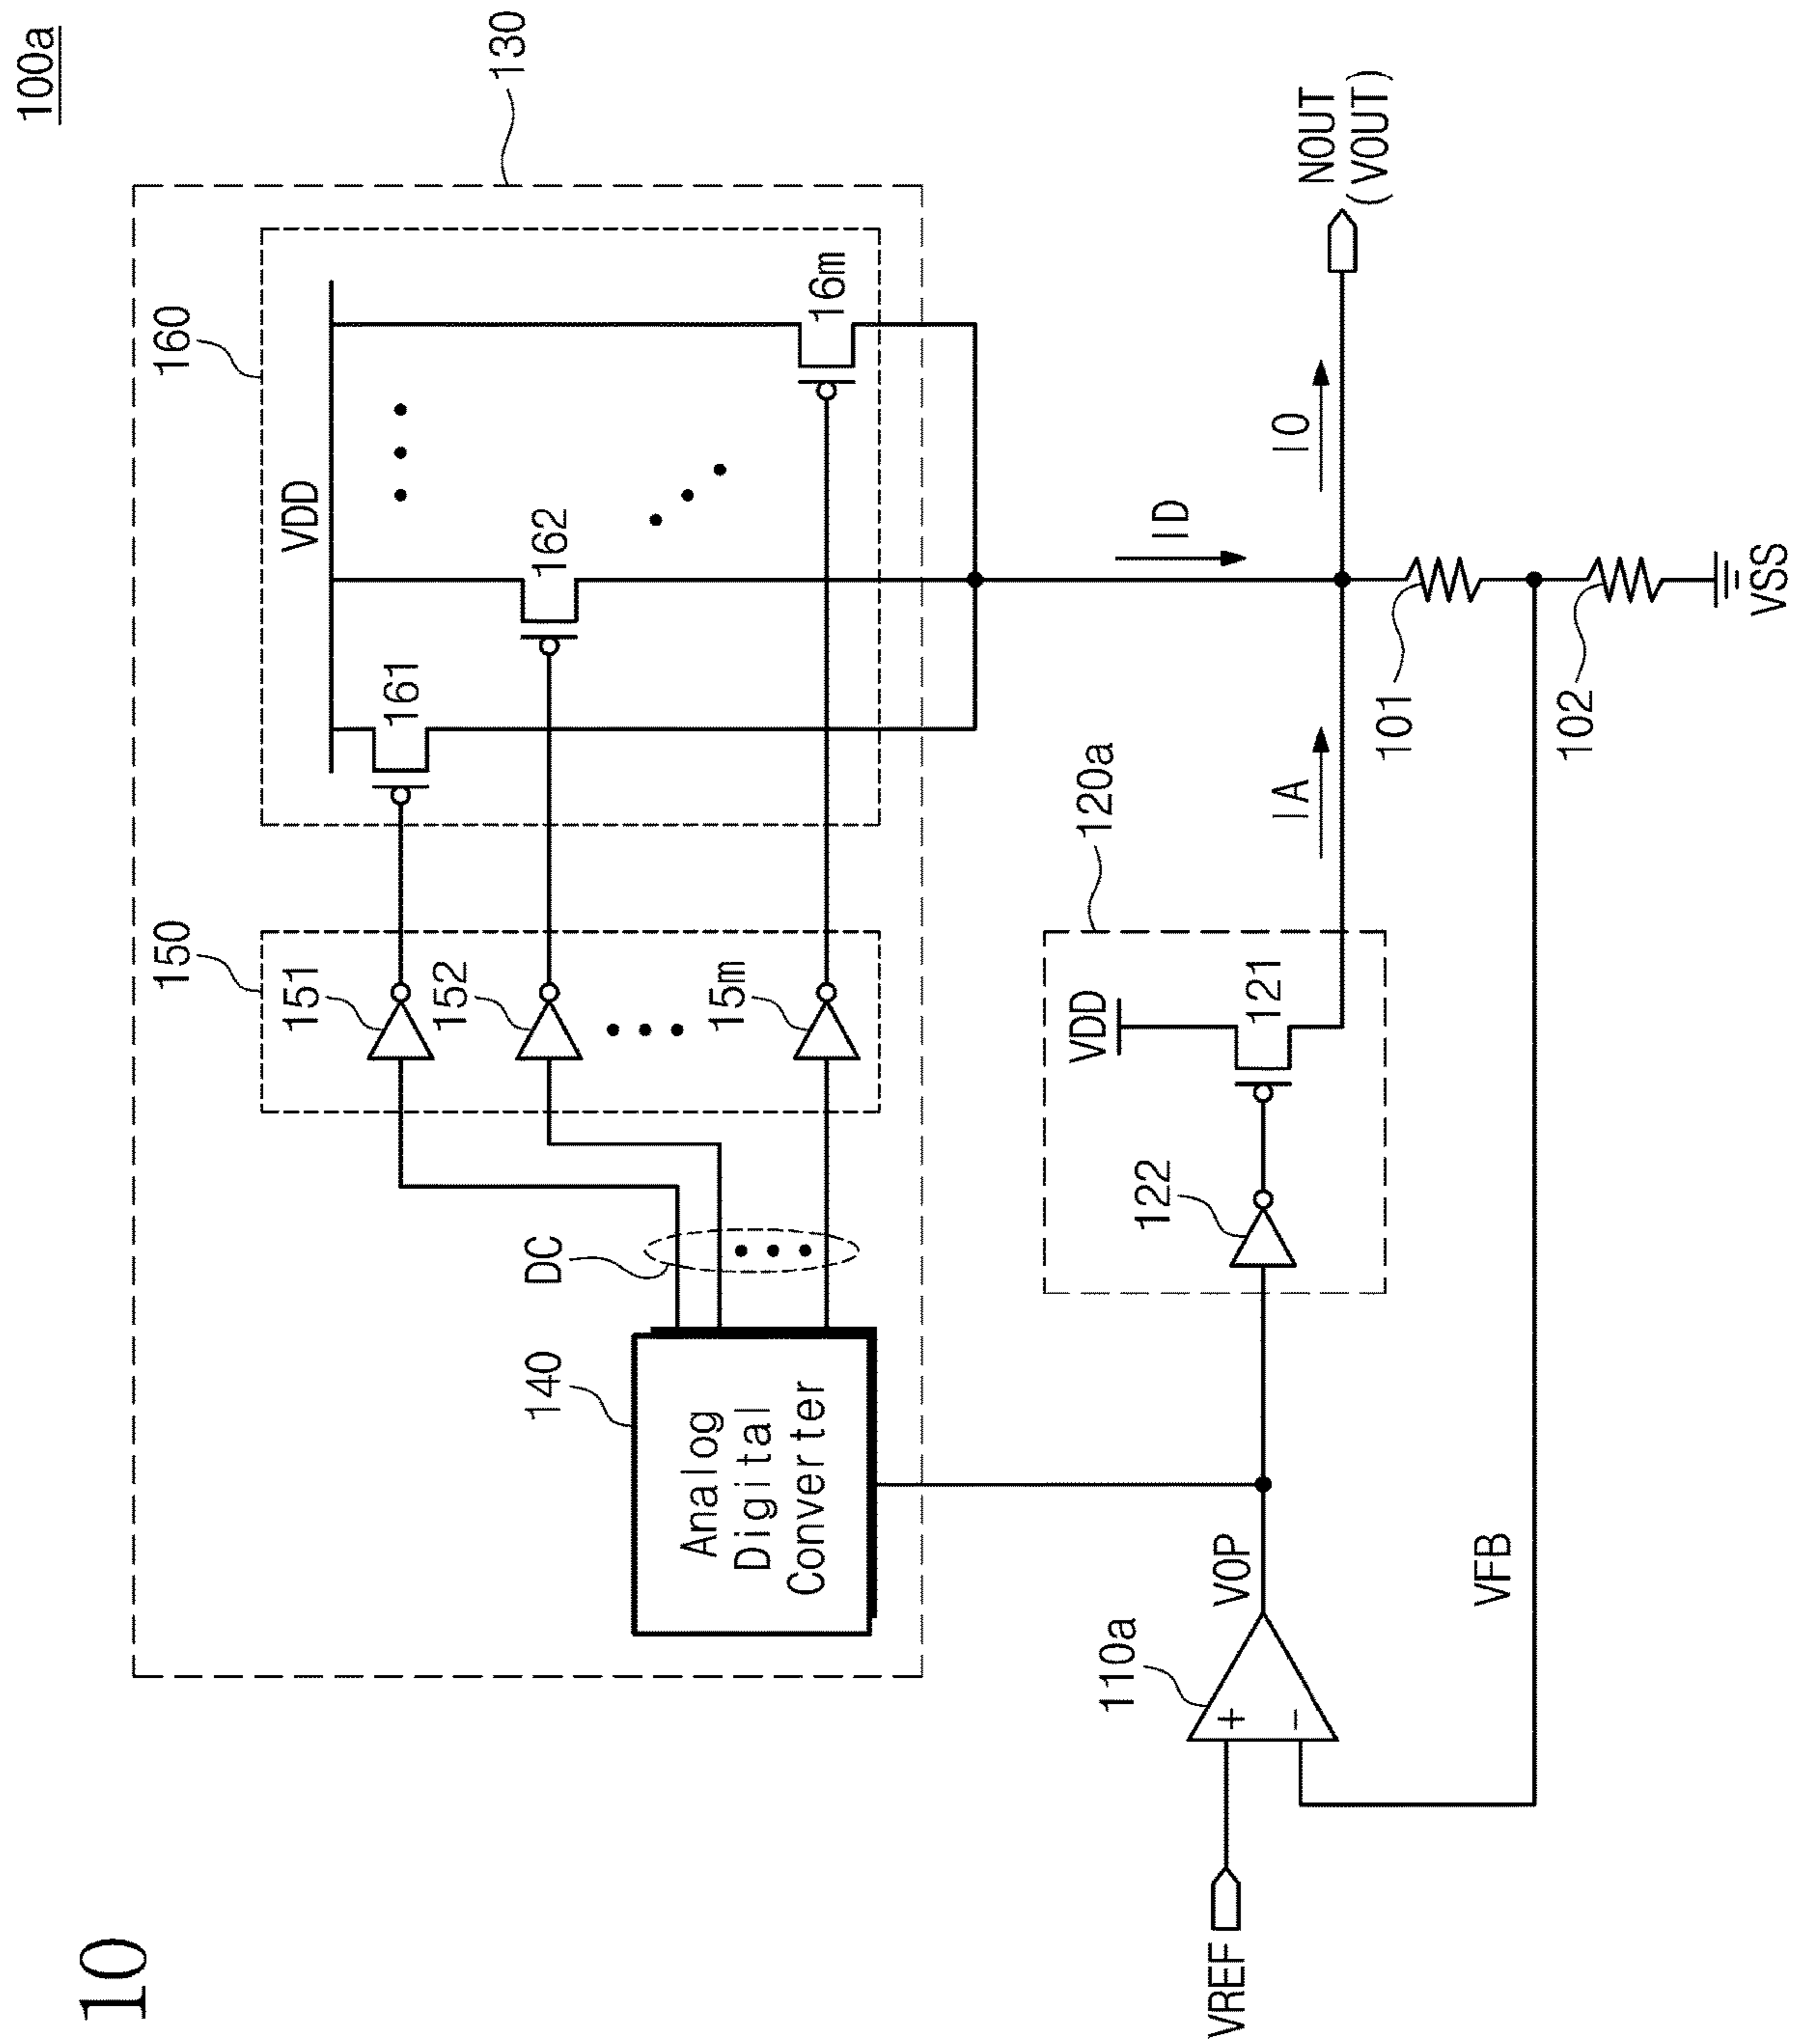 10
100a
130
160
150
VDD
161
162
16m
151
152
15m
DC
140
Analog
Digital
Converter
ID
120a
VDD
121
122
IA
IO
NOUT
(VOUT)
110a
+
−
VOP
VREF
VFB
101
102
VSS